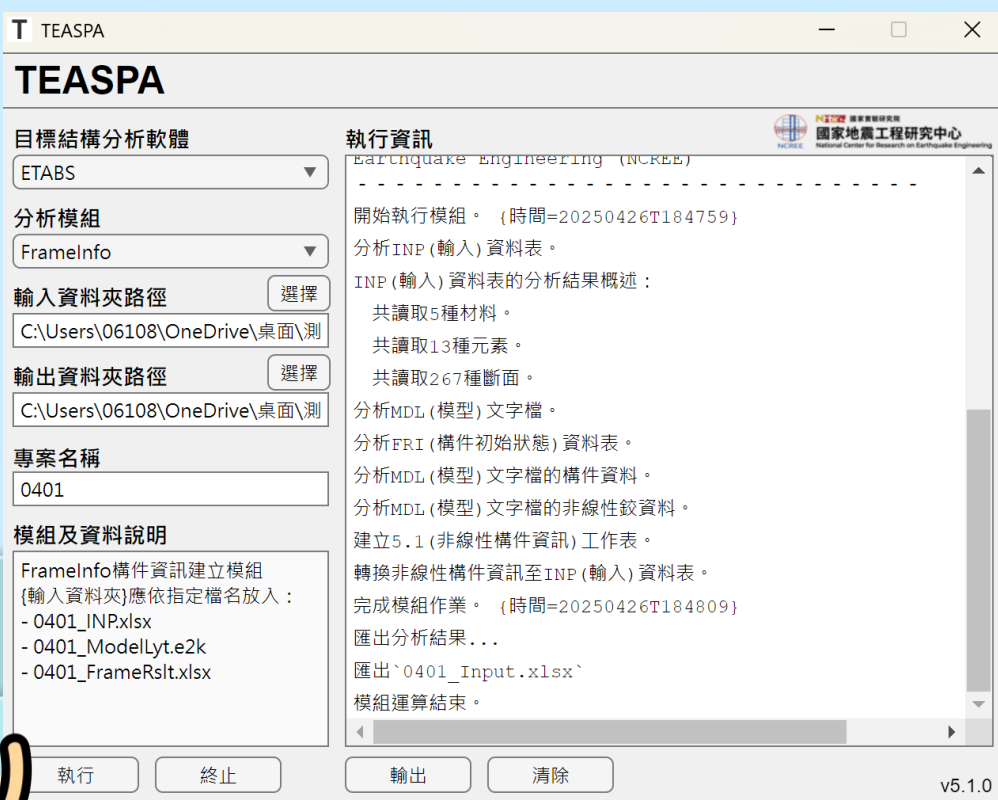 T TEASPA
TEASPA
目標結構分析軟體
ETABS
分析模組
FrameInfo
輸入資料夾路徑
選擇
C:\Users\06108\OneDrive\桌面\測
輸出資料夾路徑
選擇
C:\Users\06108\OneDrive\桌面\測
專案名稱
0401
模組及資料說明
FrameInfo構件資訊建立模組
{輸入資料夾}應依指定檔名放入：
- 0401_INP.xlsx
- 0401_ModelLyt.e2k
- 0401_FrameRslt.xlsx
執行
終止
執行資訊
NCREE
國家實驗研究院
國家地震工程研究中心
National Center for Research on Earthquake Engineering
Earthquake Engineering (NCREE)
- - - - - - - - - - - - - - - - - - - - - - - - - - - - - -
開始執行模組。 {時間=20250426T184759}
分析INP(輸入)資料表。
INP(輸入)資料表的分析結果概述：
共讀取5種材料。
共讀取13種元素。
共讀取267種斷面。
分析MDL(模型)文字檔。
分析FRI(構件初始狀態)資料表。
分析MDL(模型)文字檔的構件資料。
分析MDL(模型)文字檔的非線性鉸資料。
建立5.1(非線性構件資訊)工作表。
轉換非線性構件資訊至INP(輸入)資料表。
完成模組作業。 {時間=20250426T184809}
匯出分析結果...
匯出`0401_Input.xlsx`
模組運算結束。
輸出
清除
v5.1.0